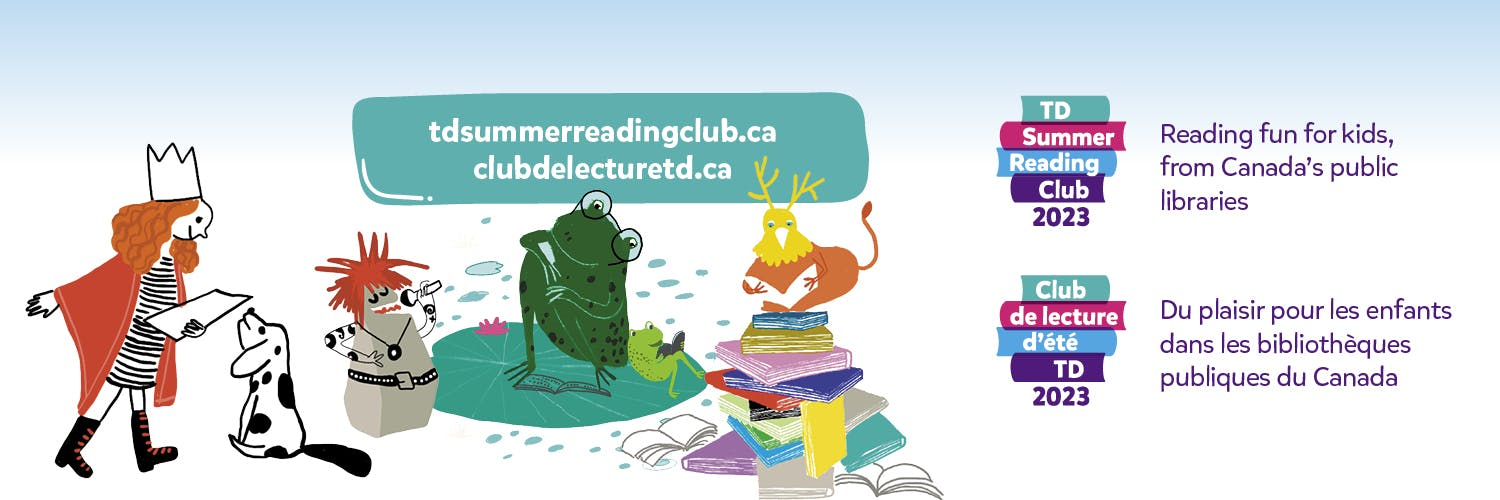 tdsummerreadingclub.ca
clubdelecturetd.ca
TD
Summer
Reading
Club
2023
Reading fun for kids,
from Canada’s public
libraries
Club
de lecture
d’été
TD
2023
Du plaisir pour les enfants
dans les bibliothèques
publiques du Canada